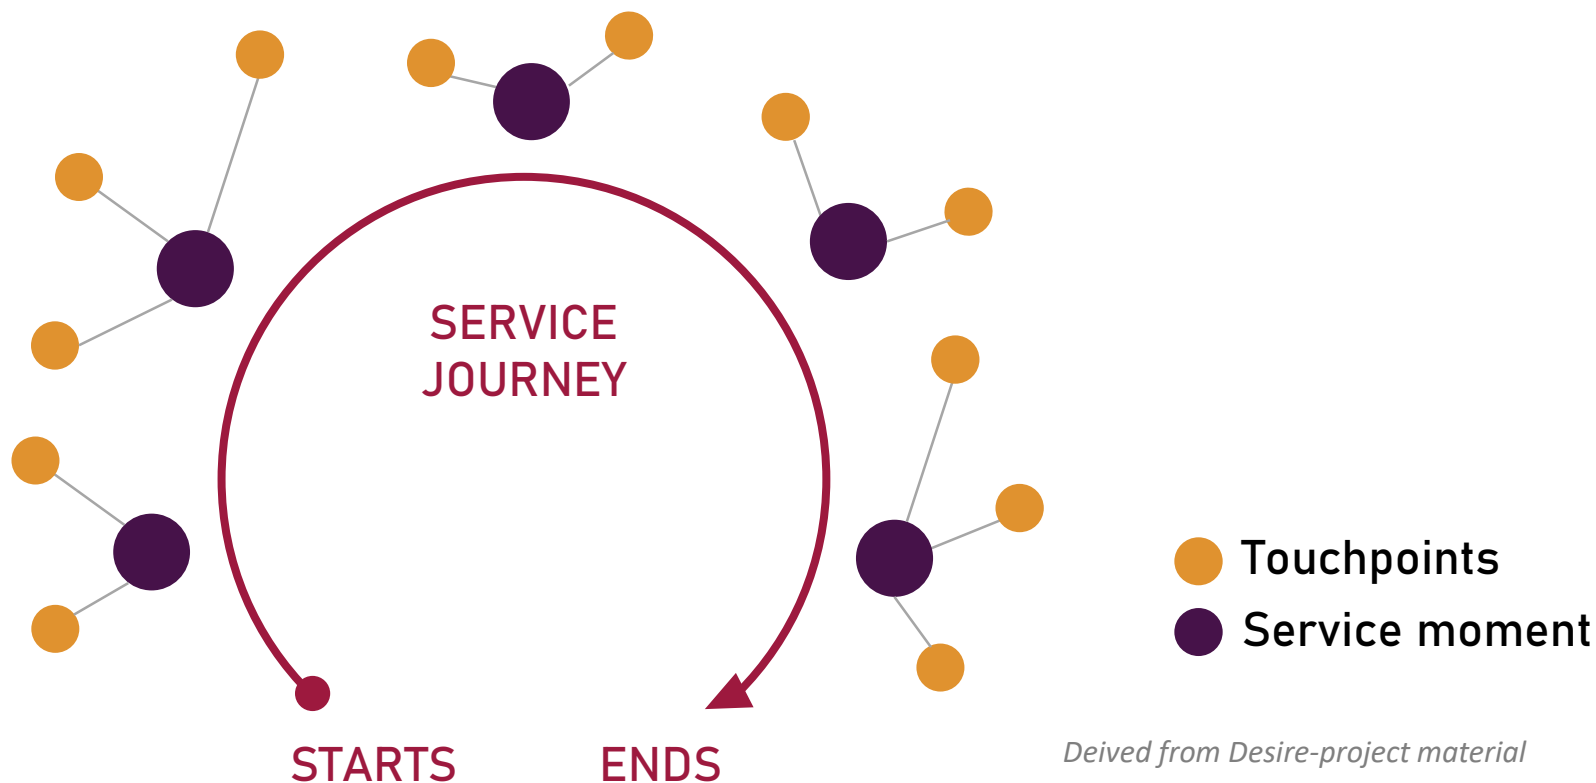 SERVICE
JOURNEY
STARTS
ENDS
Touchpoints
Service moment
Deived from Desire-project material